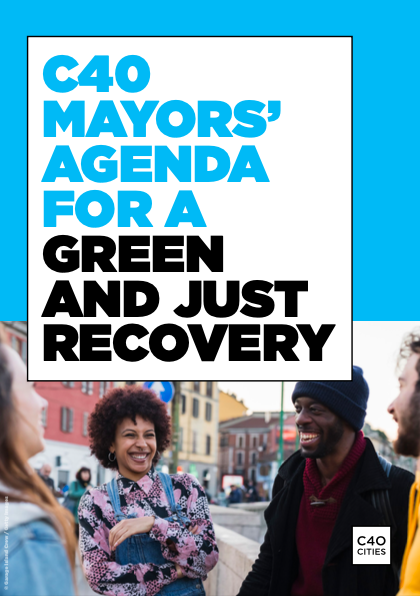 C40
MAYORS’
AGENDA
FOR A
GREEN
AND JUST
RECOVERY
C40
CITIES